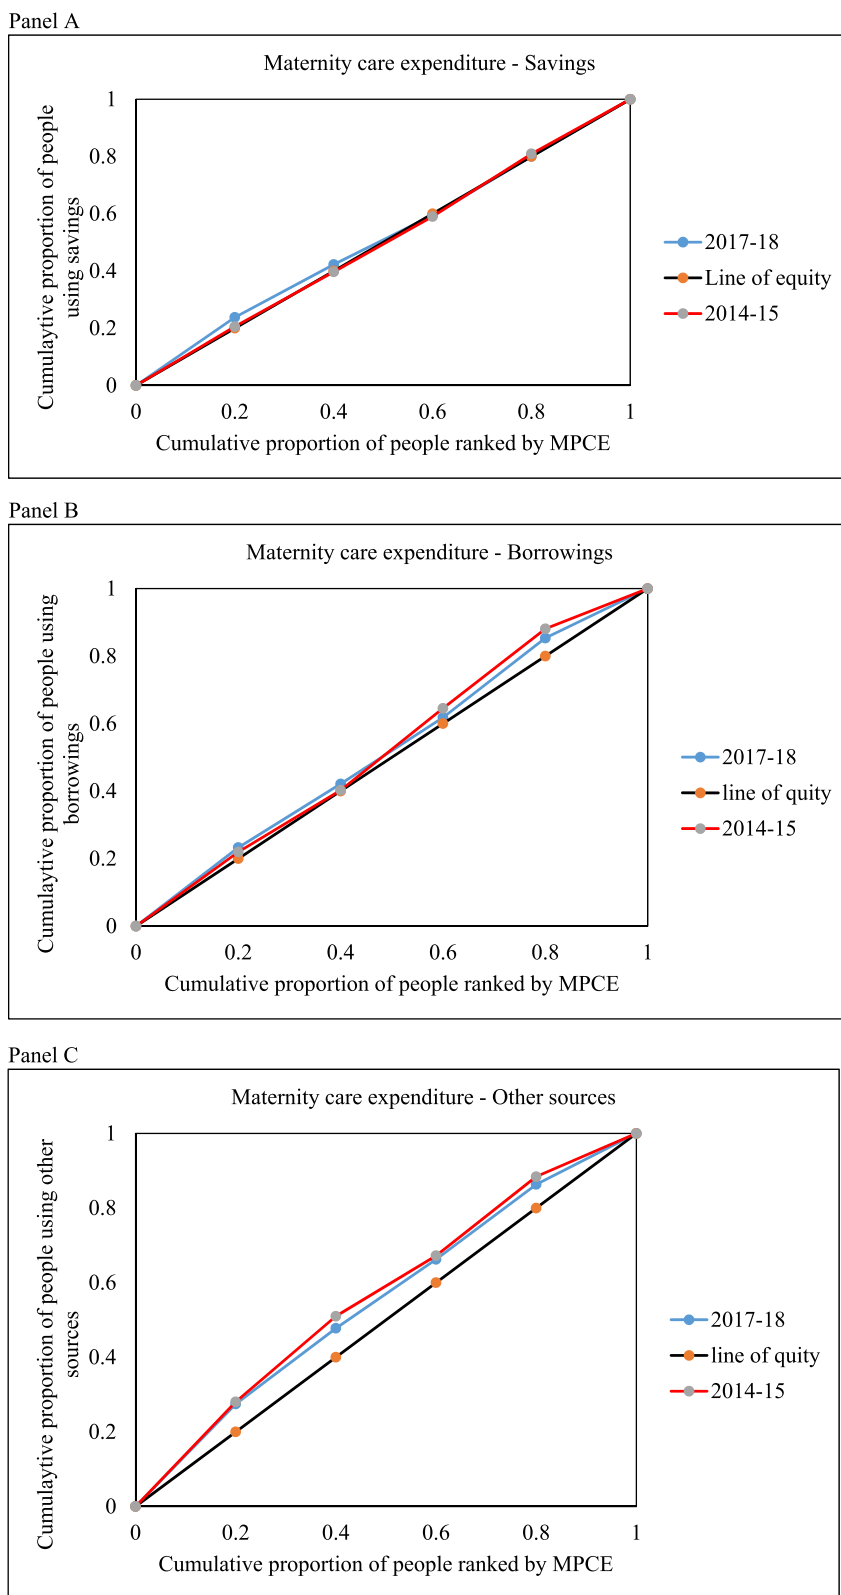 Panel A
Maternity care expenditure - Savings
Cumulaytive proportion of people
using savings
1
0.8
0.6
0.4
0.2
0
0 0.2 0.4 0.6 0.8 1
Cumulative proportion of people ranked by MPCE
2017-18
Line of equity
2014-15
Panel B
Maternity care expenditure - Borrowings
Cumulaytive proportion of people using
borrowings
1
0.8
0.6
0.4
0.2
0
0 0.2 0.4 0.6 0.8 1
Cumulative proportion of people ranked by MPCE
2017-18
line of quity
2014-15
Panel C
Maternity care expenditure - Other sources
Cumulaytive proportion of people using other
sources
1
0.8
0.6
0.4
0.2
0
0 0.2 0.4 0.6 0.8 1
Cumulative proportion of people ranked by MPCE
2017-18
line of quity
2014-15